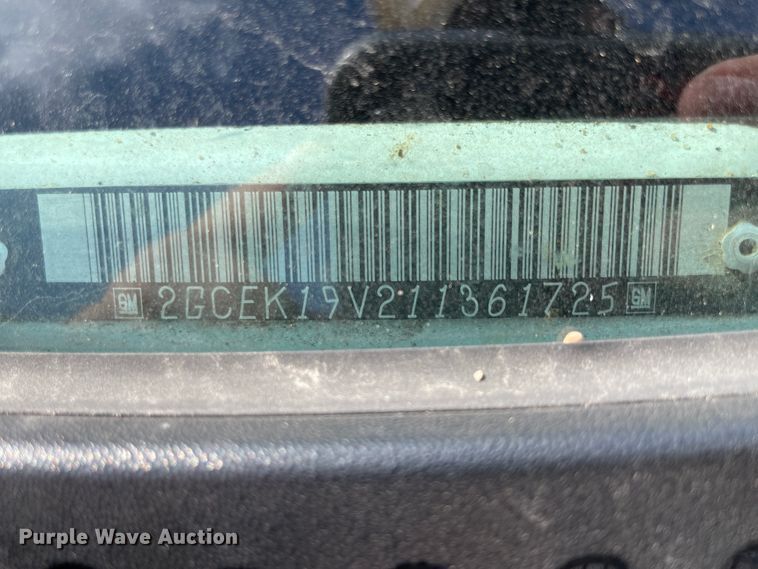 GM 2GCEK19V211361725 GM
Purple Wave Auction